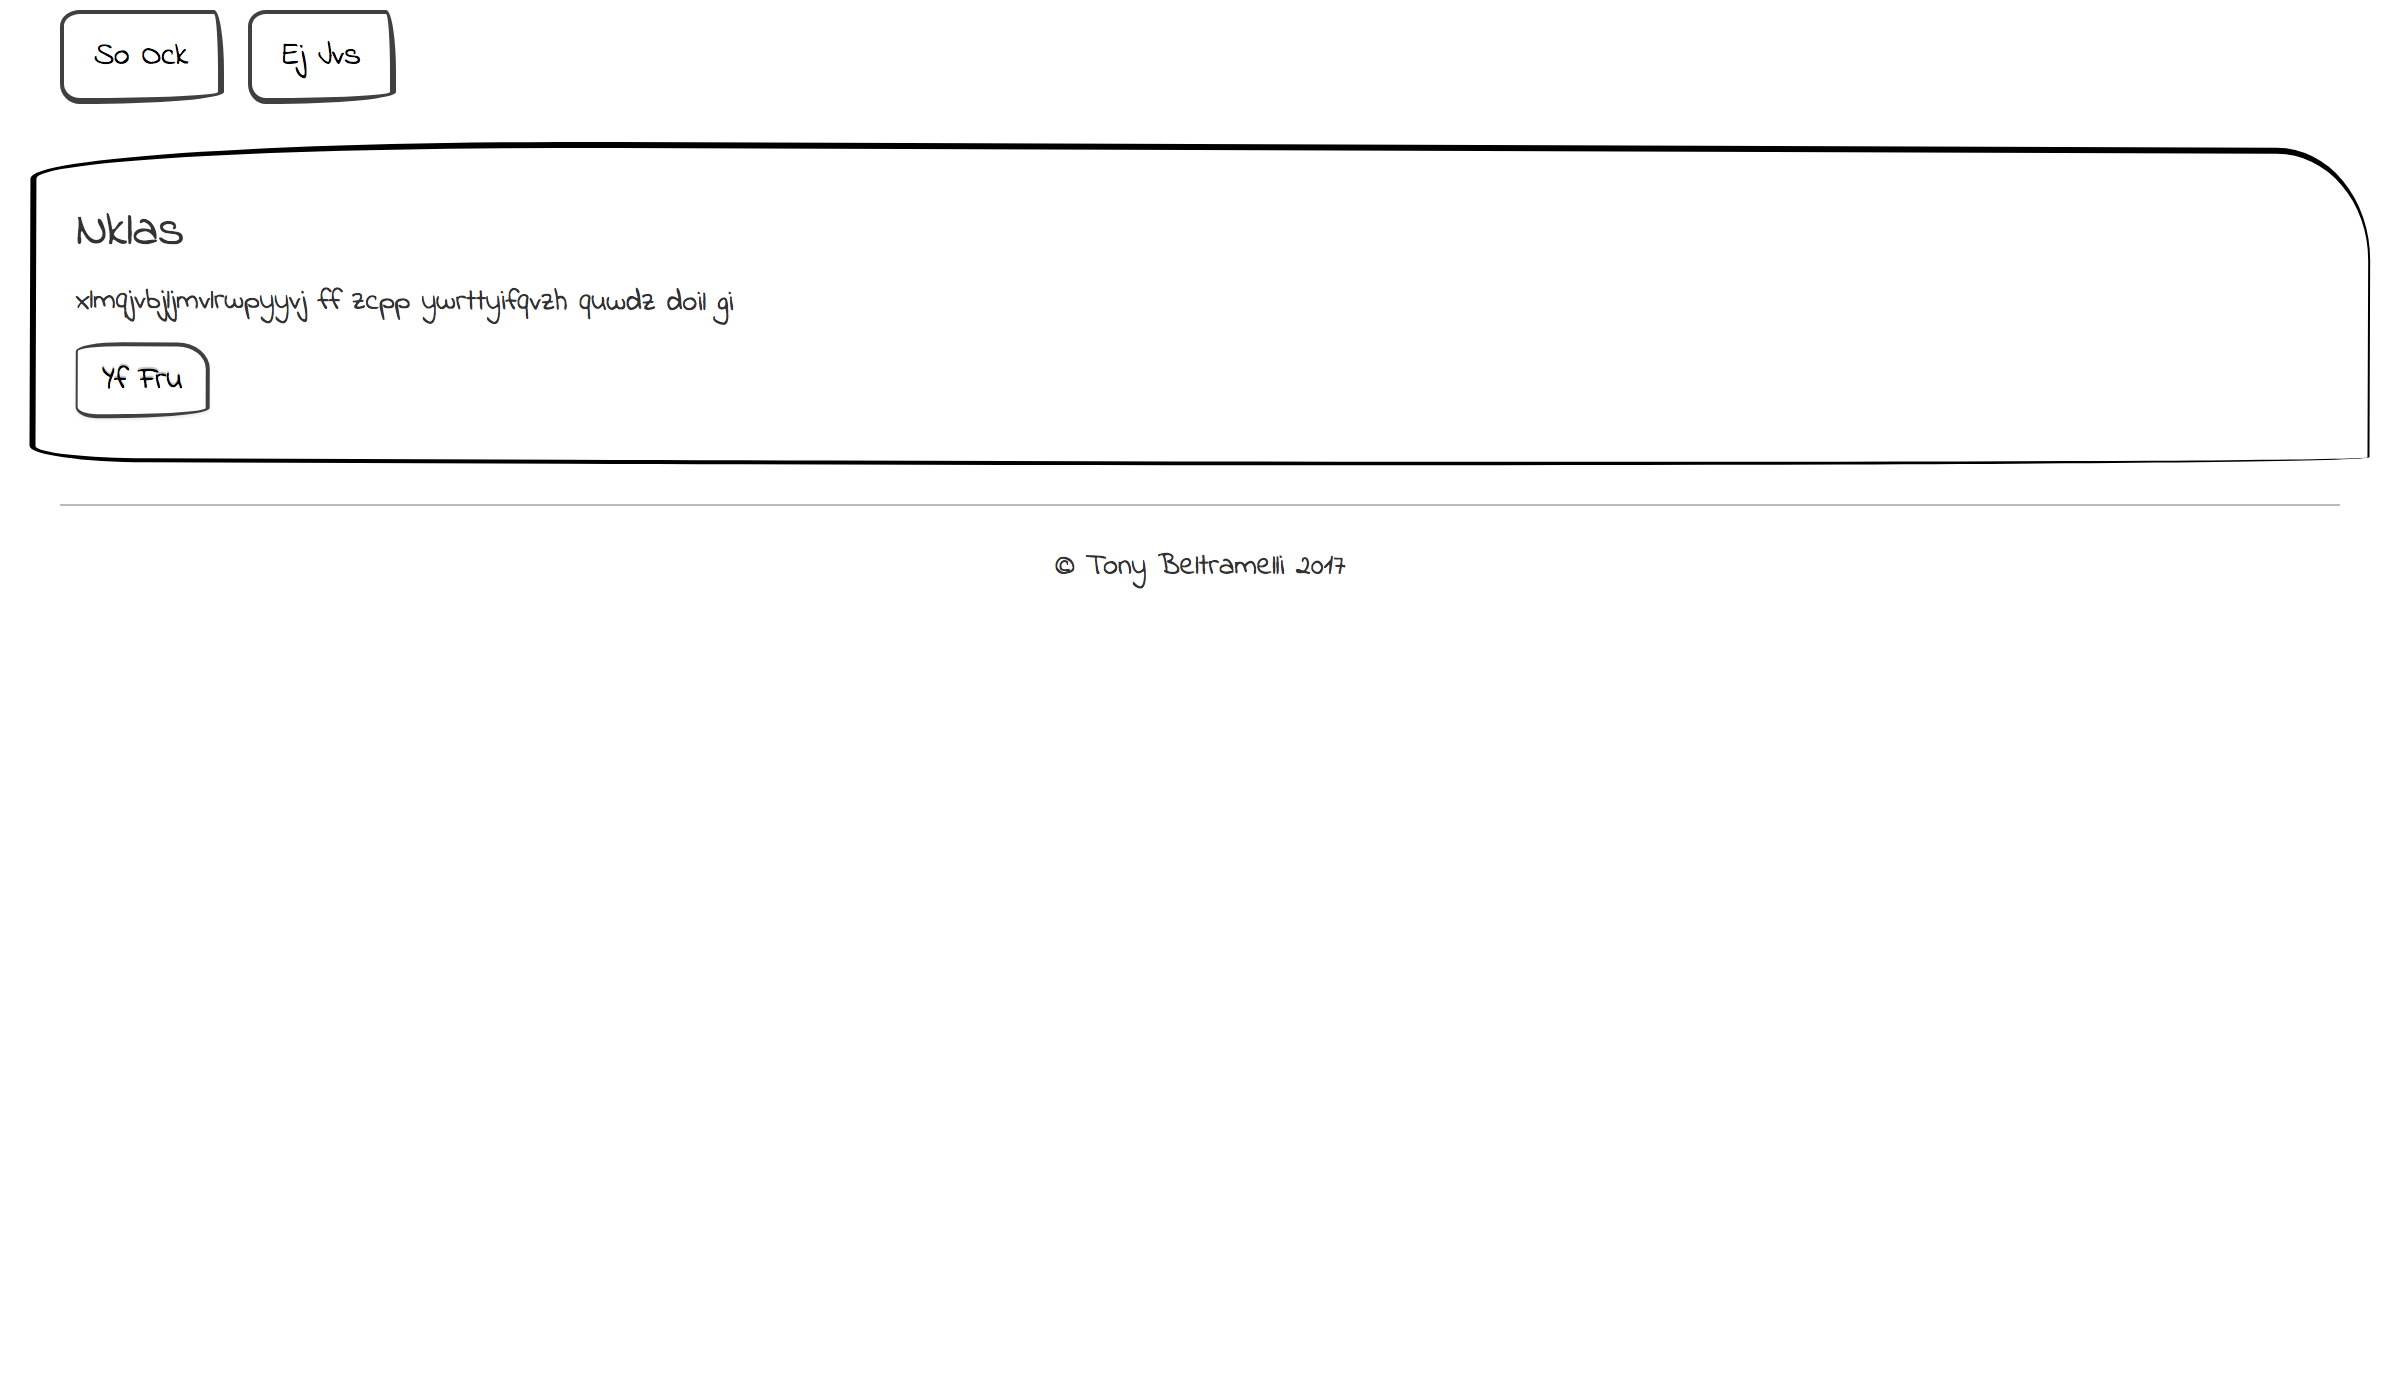 So Ock
Ej Jvs
Nklas
xlmqjvbjljmvlrwpyyvj ff zcpp ywrttyifqvzh quwdz doil gi
Yf Fru
© Tony Beltramelli 2017